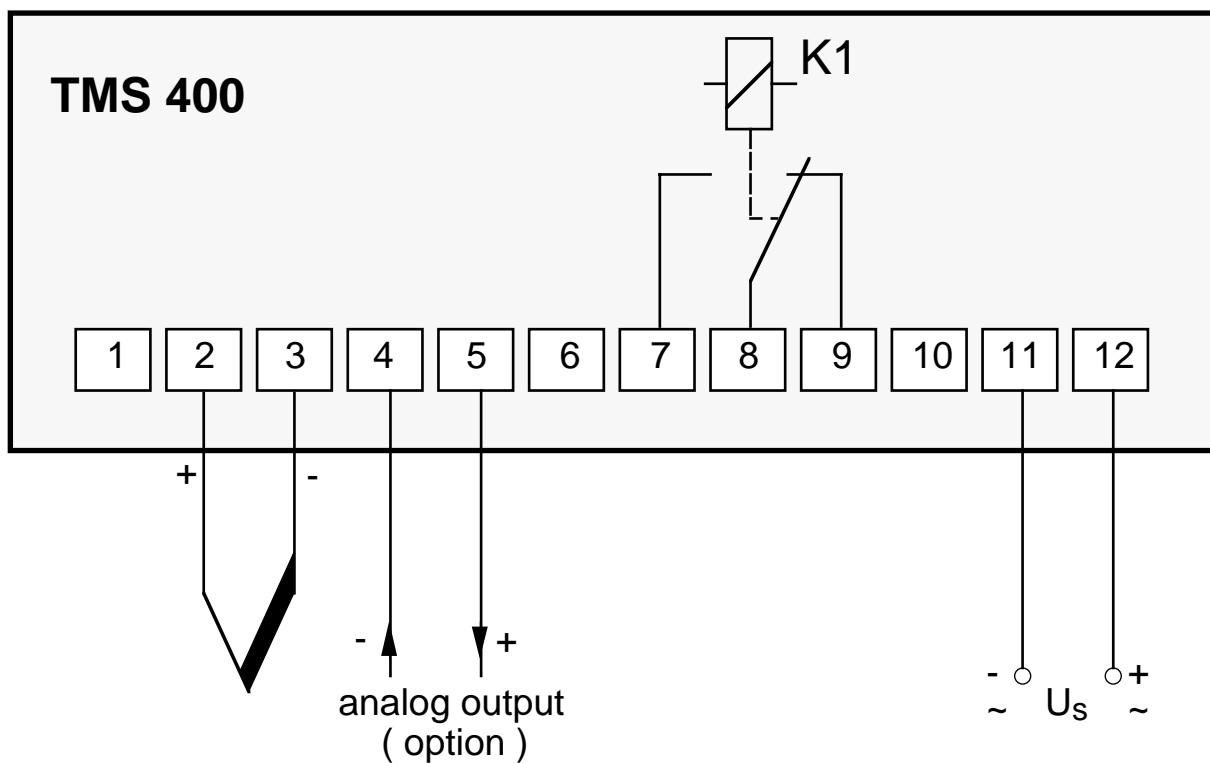 K1
TMS 400
1 2 3 4 5 6 7 8 9 10 11 12
+ -
- +
analog output
( option )
- Us +
~ ~